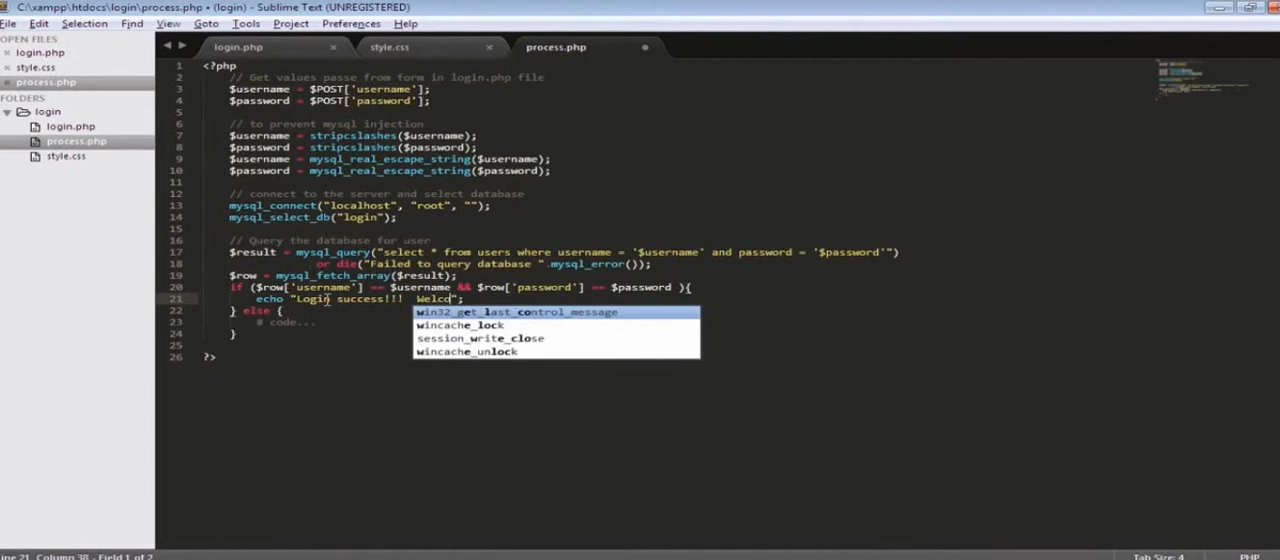 C:\xampp\htdocs\login\process.php • (login) - Sublime Text (UNREGISTERED)
File Edit Selection Find View Goto Tools Project Preferences Help
OPEN FILES
login.php
style.css
process.php
FOLDERS
login
login.php
process.php
style.css
login.php style.css process.php
1 <?php
2 // Get values passe from form in login.php file
3 $username = $POST['username'];
4 $password = $POST['password'];
5
6 // to prevent mysql injection
7 $username = stripcslashes($username);
8 $password = stripcslashes($password);
9 $username = mysql_real_escape_string($username);
10 $password = mysql_real_escape_string($password);
11
12 // connect to the server and select database
13 mysql_connect("localhost", "root", "");
14 mysql_select_db("login");
15
16 // Query the database for user
17 $result = mysql_query("select * from users where username = '$username' and password = '$password'")
18 or die("Failed to query database ".mysql_error());
19 $row = mysql_fetch_array($result);
20 if ($row['username'] == $username && $row['password'] == $password ){
21 echo "Login success!!!  Welco";
22 } else {
23 # code...
24 }
25
26 ?>
win32_get_last_control_message
wincache_lock
session_write_close
wincache_unlock
Line 21, Column 38 - Field 1 of 2
Tab Size: 4
PHP